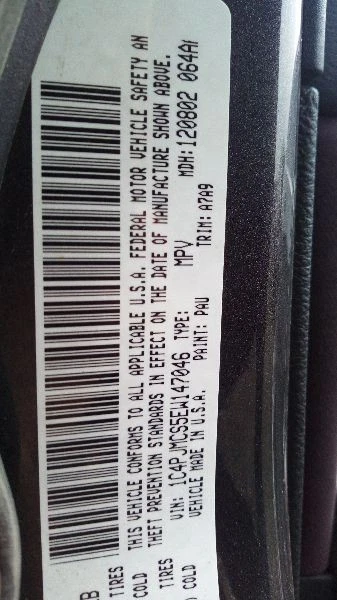 B
TIRES
COLD
TIRES
COLD
THIS VEHICLE CONFORMS TO ALL APPLICABLE U.S.A. FEDERAL MOTOR VEHICLE SAFETY AN
THEFT PREVENTION STANDARDS IN EFFECT ON THE DATE OF MANUFACTURE SHOWN ABOVE.
VIN: 1C4PJMCS5EW147046 TYPE: MPV MDH: 120802 064A
VEHICLE MADE IN U.S.A. PAINT: PAU TRIM: A7A9